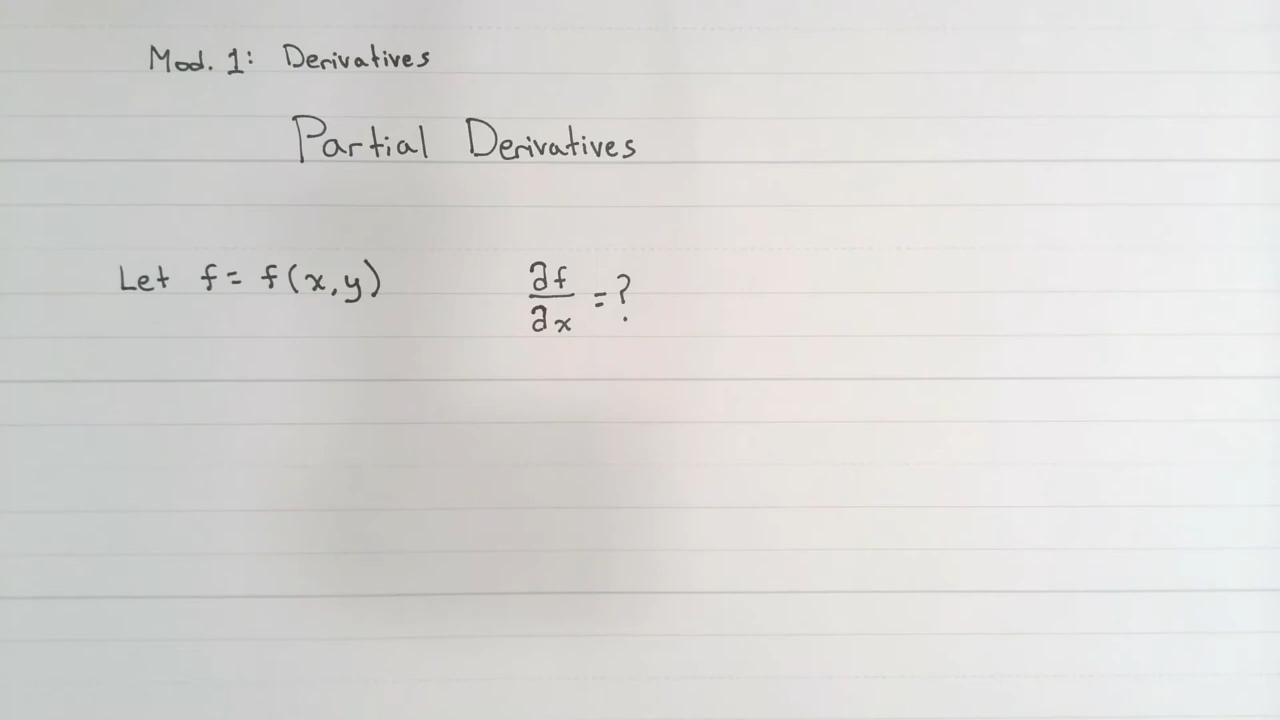 Mod. 1: Derivatives
Partial Derivatives
Let f = f(x,y) ∂f/∂x = ?